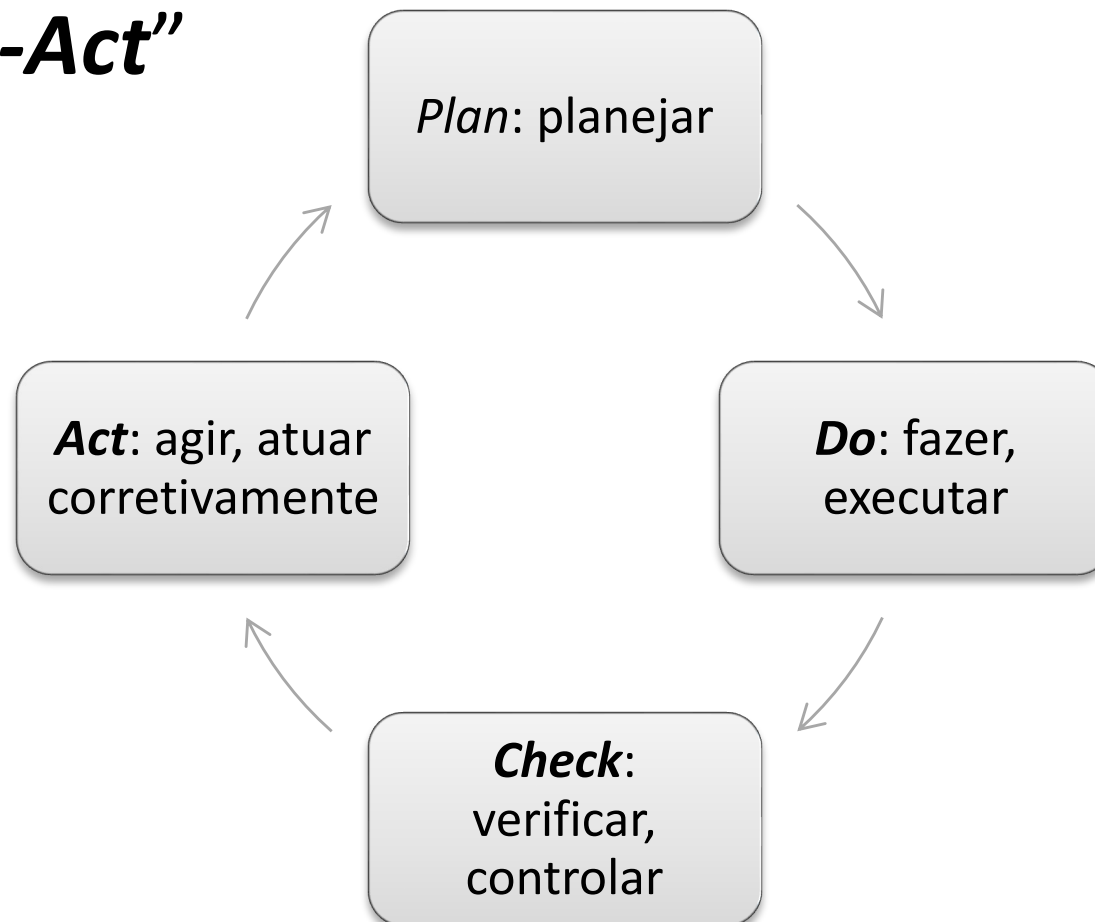 -Act”
Plan: planejar
Act: agir, atuar
corretivamente
Do: fazer,
executar
Check:
verificar,
controlar